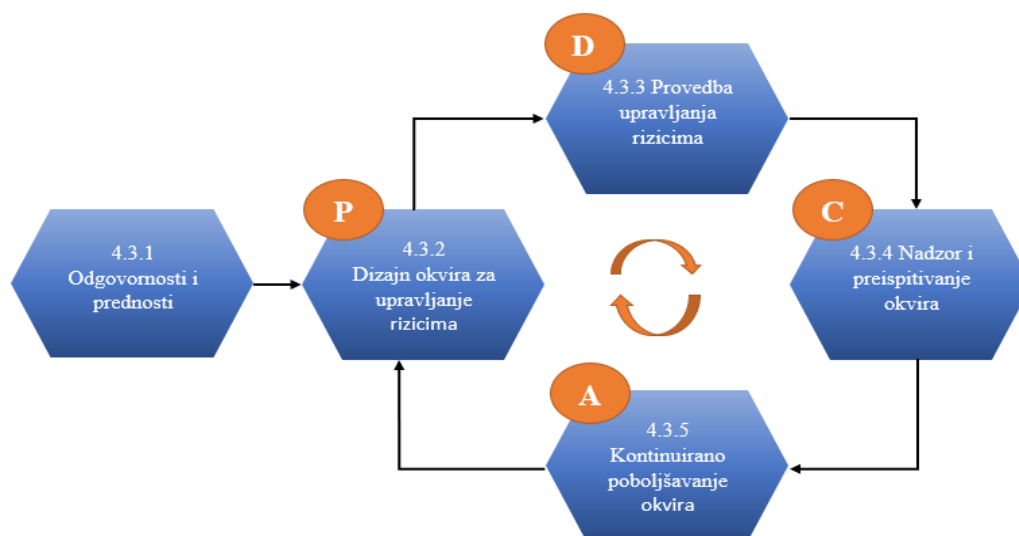 4.3.1
Odgovornosti i
prednosti
P
4.3.2
Dizajn okvira za
upravljanje
rizicima
D
4.3.3 Provedba
upravljanja
rizicima
C
4.3.4 Nadzor i
preispitivanje
okvira
A
4.3.5
Kontinuirano
poboljšavanje
okvira